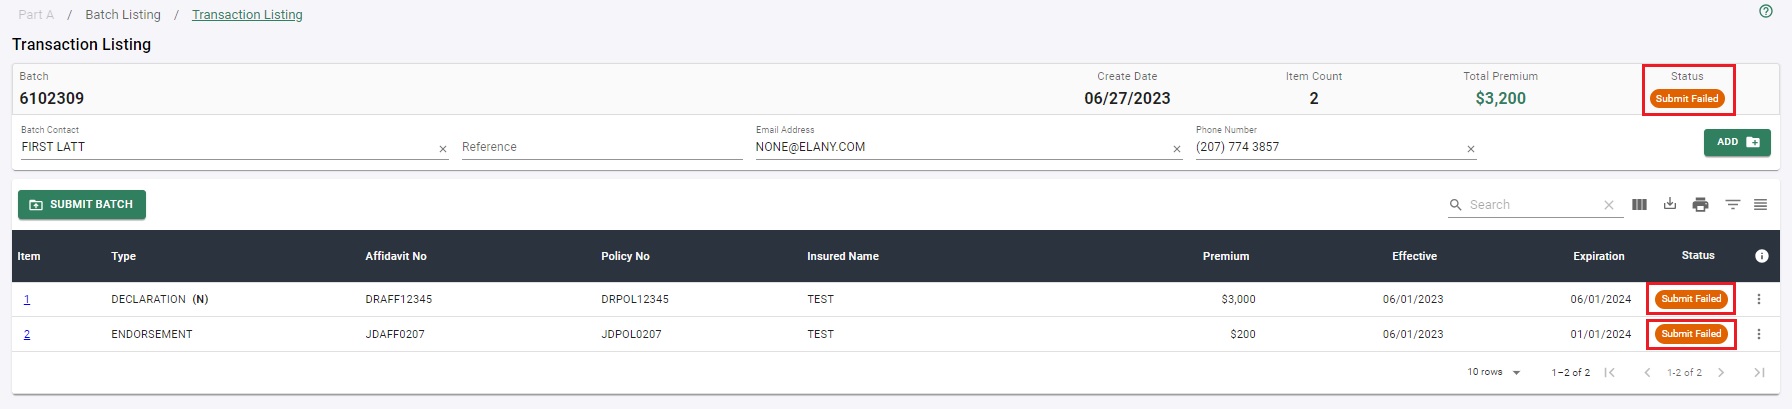 Part A / Batch Listing / Transaction Listing
Transaction Listing
Batch Create Date Item Count Total Premium Status
6102309 06/27/2023 2 $3,200 Submit Failed
Batch Contact Email Address Phone Number
FIRST LATT Reference NONE@ELANY.COM (207) 774 3857 ADD
SUBMIT BATCH Search
Item Type Affidavit No Policy No Insured Name Premium Effective Expiration Status
1 DECLARATION (N) DRAFF12345 DRPOL12345 TEST $3,000 06/01/2023 06/01/2024 Submit Failed
2 ENDORSEMENT JDAFF0207 JDPOL0207 TEST $200 06/01/2023 01/01/2024 Submit Failed
10 rows 1–2 of 2 1-2 of 2